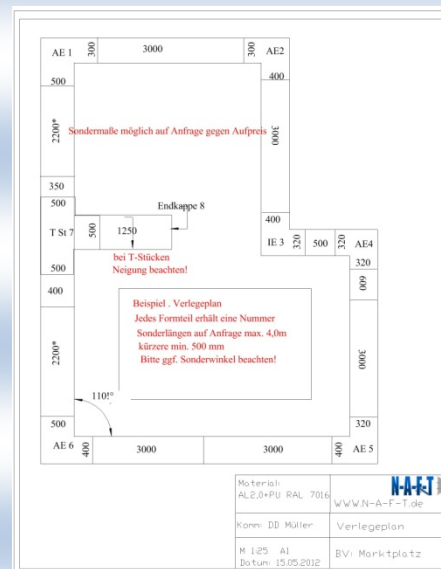 AE 1
300
3000
300
AE2
500
400
2200*
Sondermaße möglich auf Anfrage gegen Aufpreis
3000
350
500
Endkappe 8
400
T St 7
500
1250
IE 3
320
500
320
AE4
bei T-Stücken
Neigung beachten!
500
320
400
600
Beispiel . Verlegeplan
Jedes Formteil erhält eine Nummer
Sonderlängen auf Anfrage max. 4,0m
kürzere min. 500 mm
Bitte ggf. Sonderwinkel beachten!
2200*
3000
110!°
500
320
AE 6
400
3000
3000
400
AE 5
Material:
AL2,0+PU RAL 7016
N-A-F-T
WWW.N-A-F-T.de
Komm: DD Müller
Verlegeplan
M 1:25 A1
Datum: 15.05.2012
BV: Marktplatz